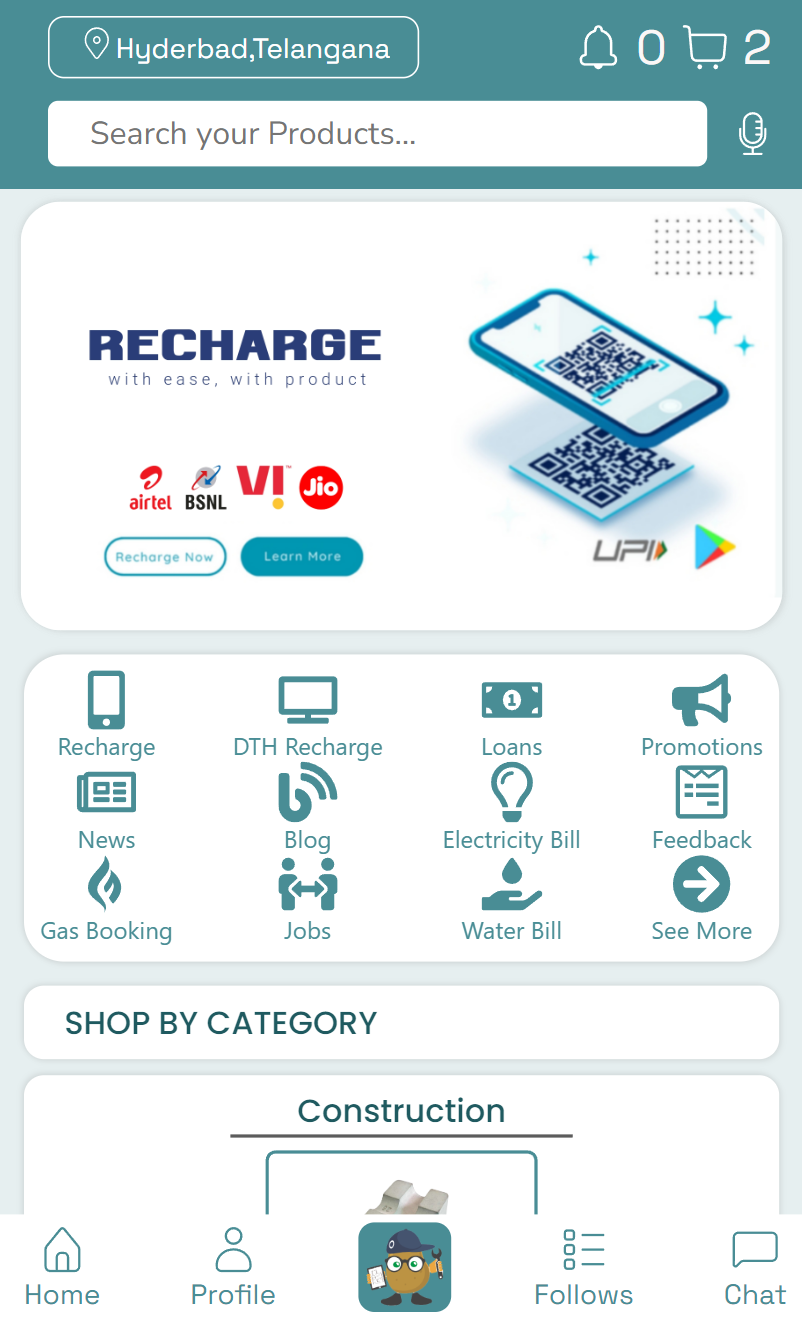 Hyderbad,Telangana 0 2
Search your Products...
RECHARGE
with ease, with product
airtel BSNL VI Jio
Recharge Now Learn More
UPI
Recharge DTH Recharge Loans Promotions
News Blog Electricity Bill Feedback
Gas Booking Jobs Water Bill See More
SHOP BY CATEGORY
Construction
Home Profile Follows Chat